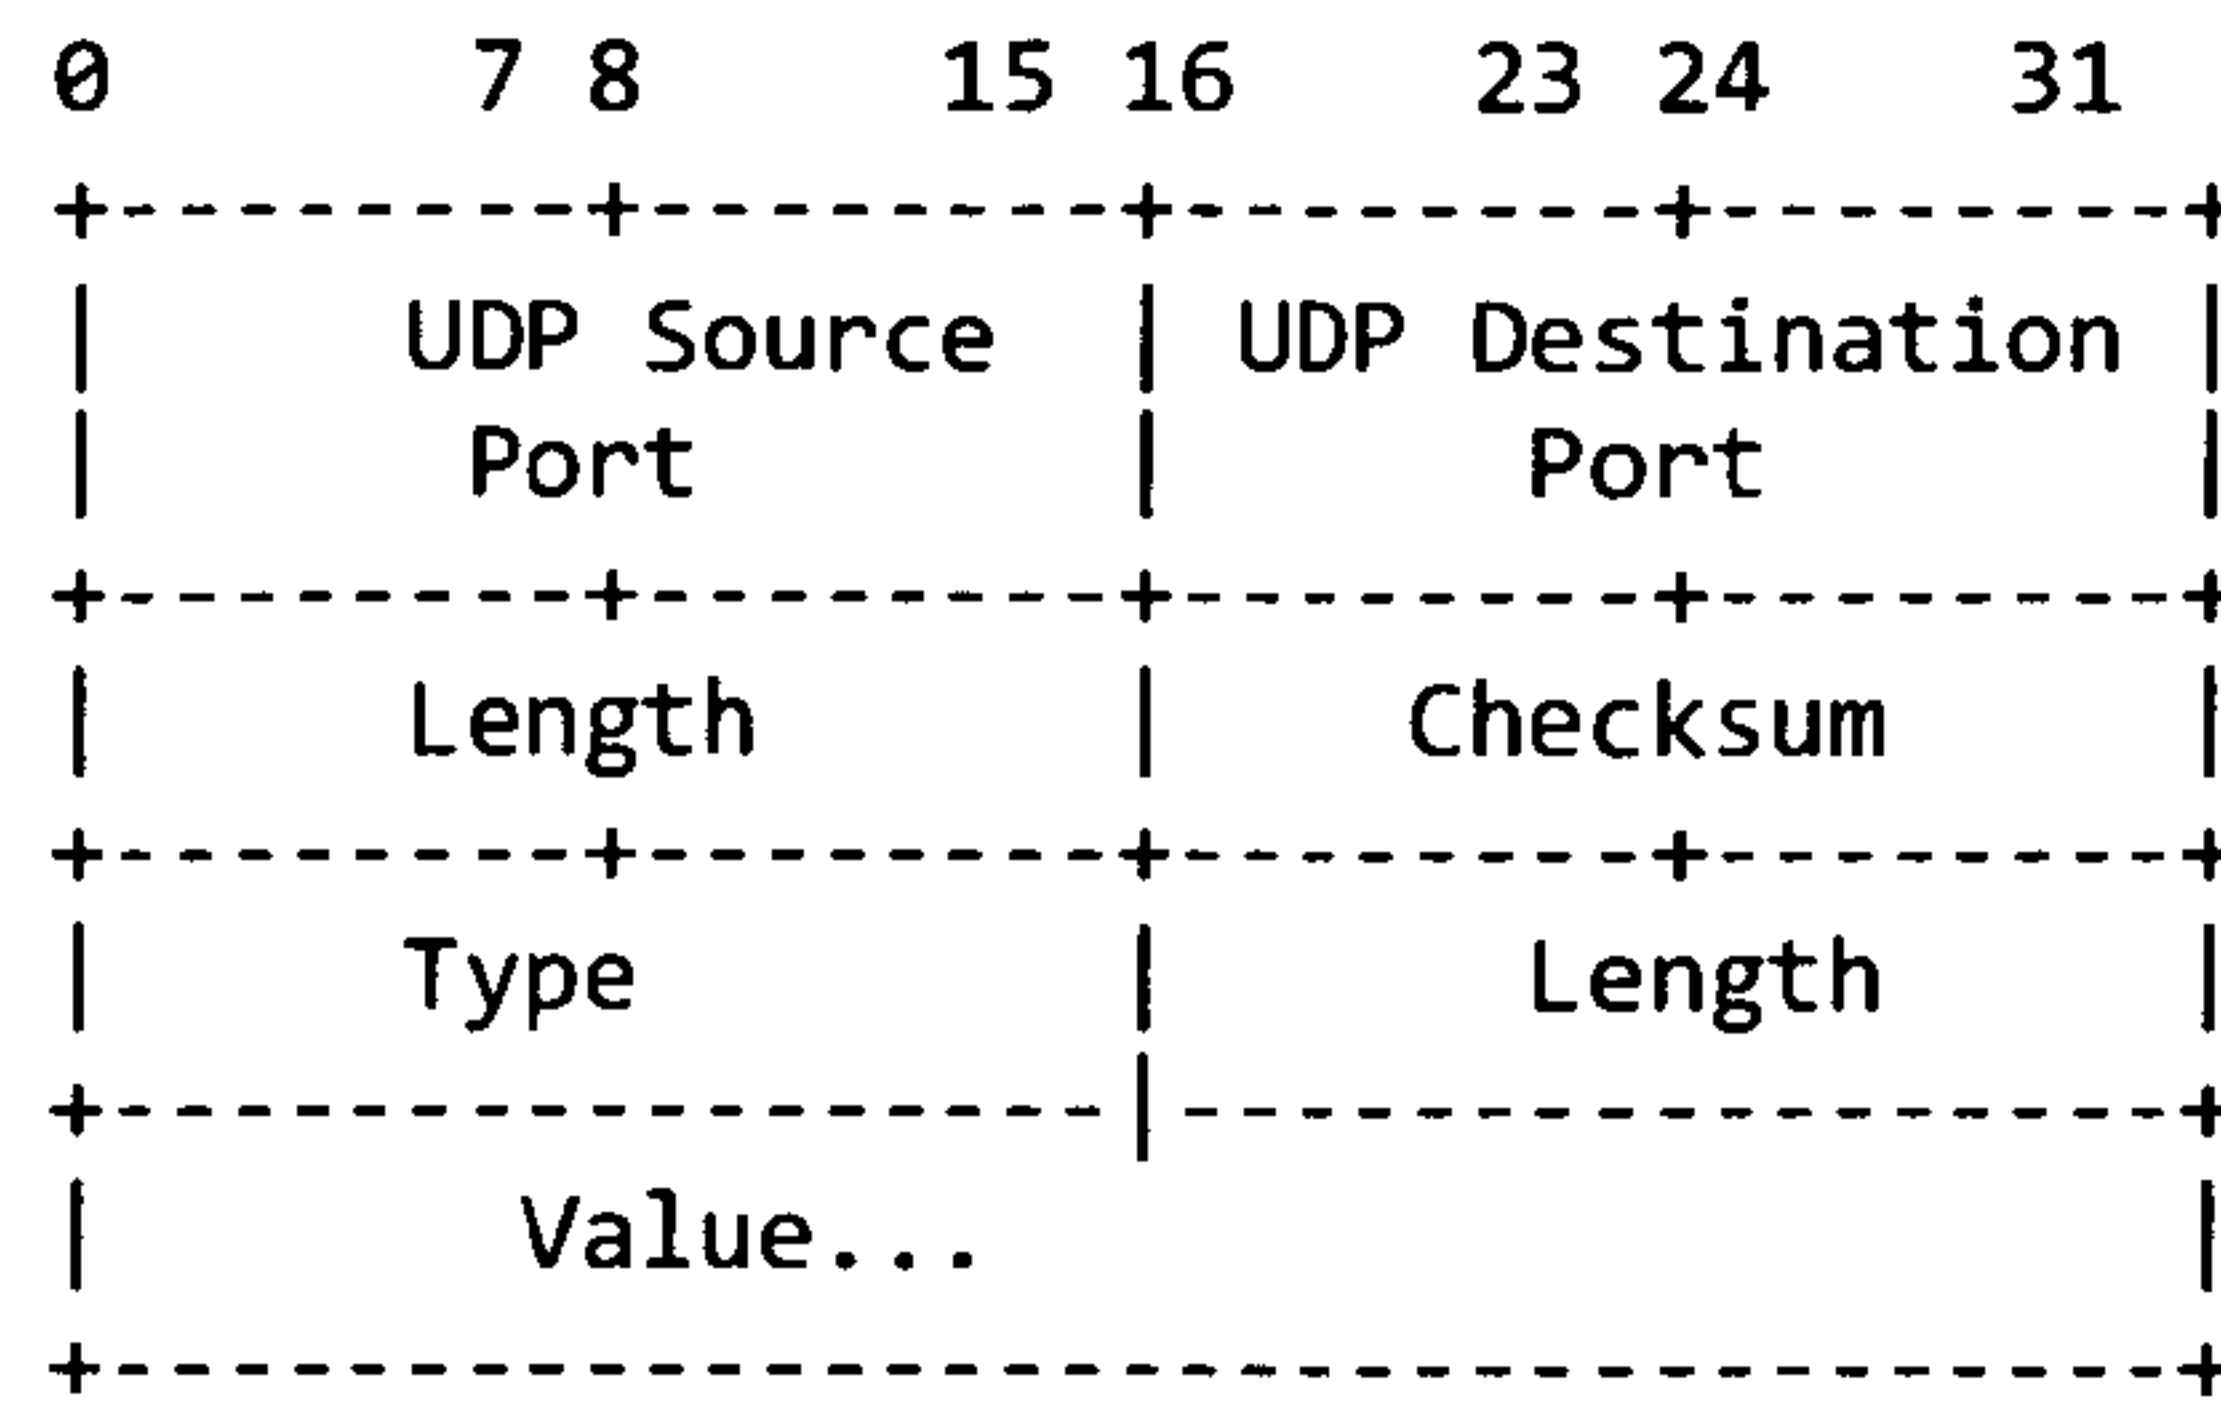 0      7 8     15 16    23 24    31
+--------+--------+--------+--------+
|     UDP Source  | UDP Destination |
|      Port       |      Port       |
+--------+--------+--------+--------+
|     Length      |    Checksum     |
+--------+--------+--------+--------+
|     Type        |      Length     |
+-----------------|-----------------+
|       Value...                    |
+-----------------------------------+